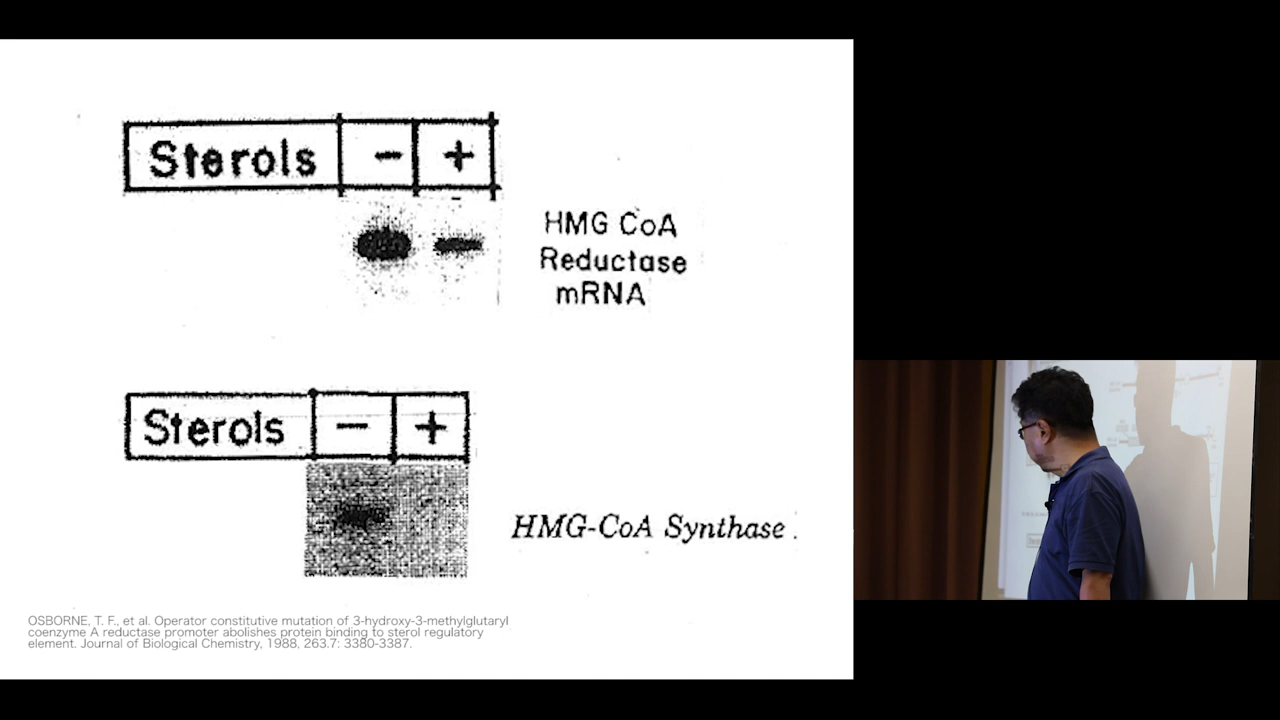 Sterols - +
HMG CoA
Reductase
mRNA
Sterols - +
HMG-CoA Synthase.
OSBORNE, T. F., et al. Operator constitutive mutation of 3-hydroxy-3-methylglutaryl
coenzyme A reductase promoter abolishes protein binding to sterol regulatory
element. Journal of Biological Chemistry, 1988, 263.7: 3380-3387.